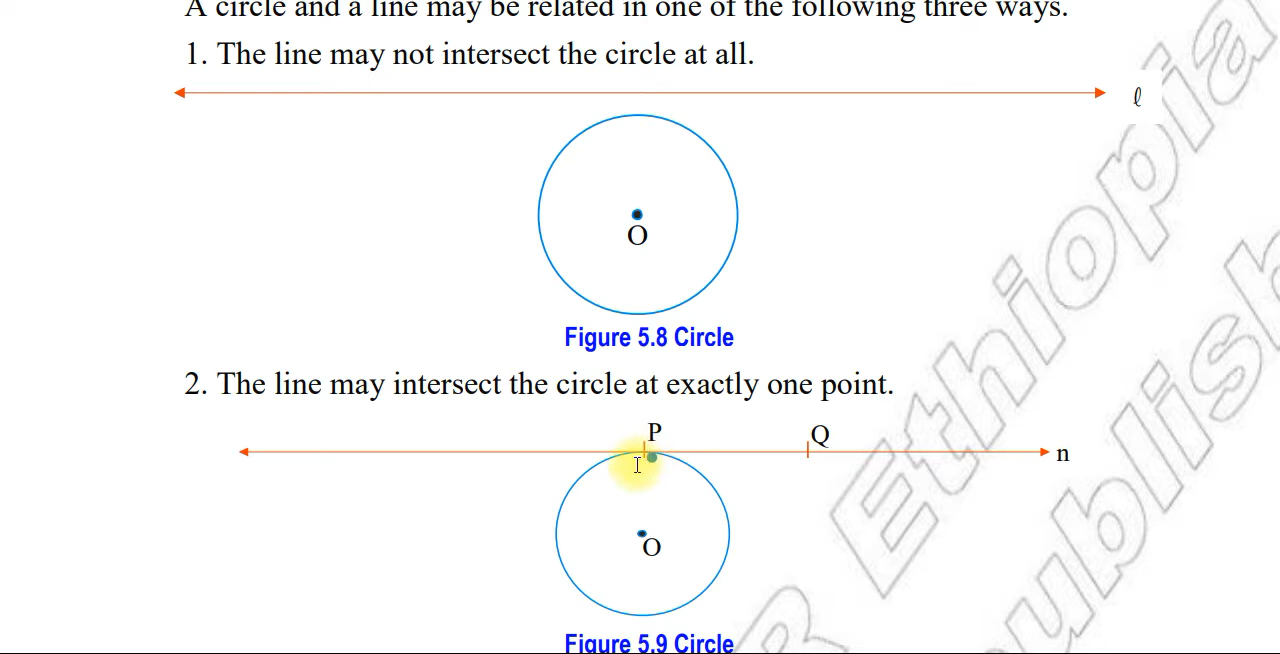 A circle and a line may be related in one of the following three ways.
1. The line may not intersect the circle at all.
ℓ
O
Figure 5.8 Circle
2. The line may intersect the circle at exactly one point.
P
Q
n
O
Figure 5.9 Circle
Ethiopia